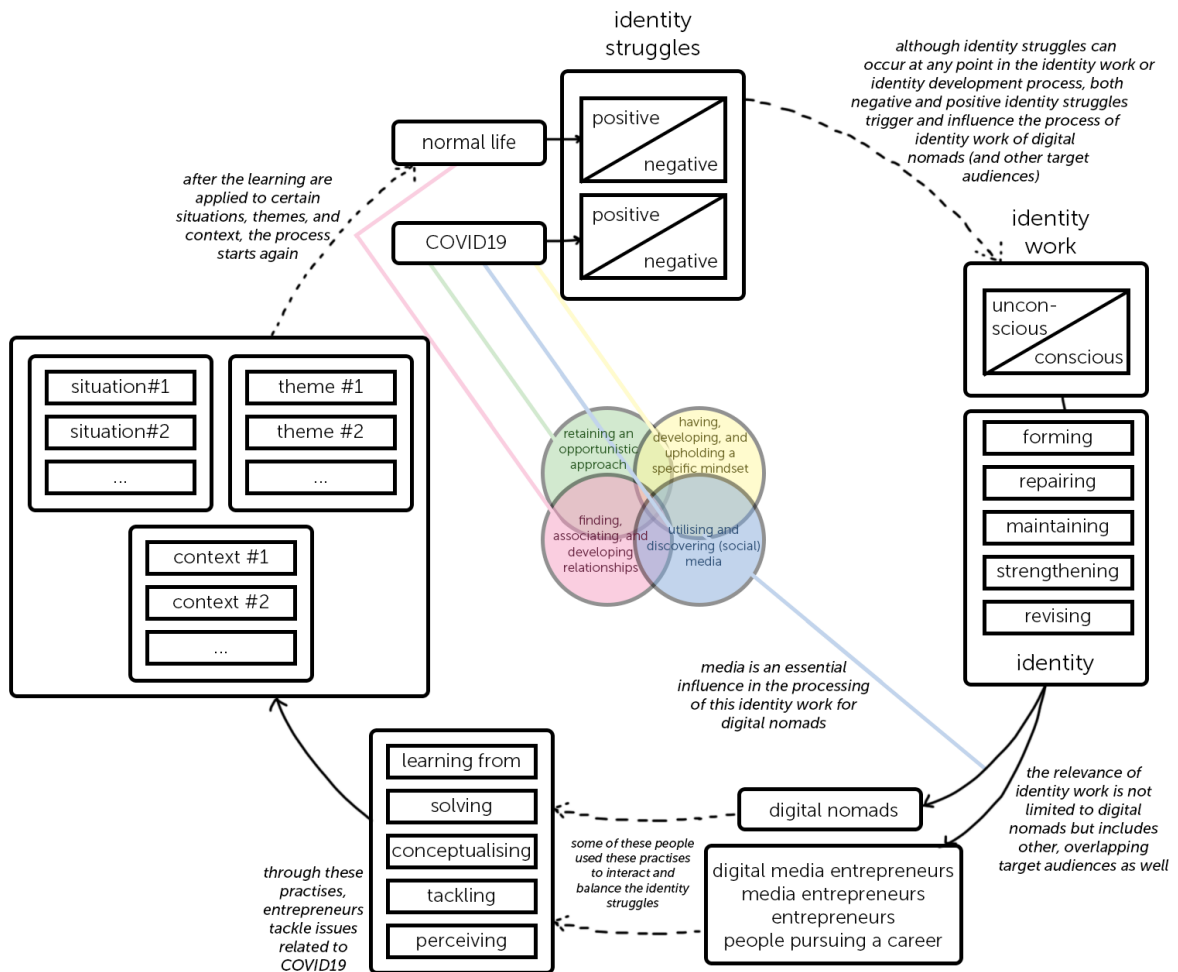 identity
struggles
although identity struggles can
occur at any point in the identity work or
identity development process, both
negative and positive identity struggles
trigger and influence the process of
identity work of digital
nomads (and other target
audiences)
normal life
positive
negative
COVID19
positive
negative
after the learning are
applied to certain
situations, themes, and
context, the process
starts again
identity
work
uncon-
scious
conscious
forming
repairing
maintaining
strengthening
revising
identity
situation#1
situation#2
...
theme #1
theme #2
...
context #1
context #2
...
retaining an
opportunistic
approach
having,
developing, and
upholding a
specific mindset
finding,
associating, and
developing
relationships
utilising and
discovering (social)
media
media is an essential
influence in the processing
of this identity work for
digital nomads
the relevance of
identity work is not
limited to digital
nomads but includes
other, overlapping
target audiences as well
digital nomads
digital media entrepreneurs
media entrepreneurs
entrepreneurs
people pursuing a career
some of these people
used these practises
to interact and
balance the identity
struggles
learning from
solving
conceptualising
tackling
perceiving
through these
practises,
entrepreneurs
tackle issues
related to
COVID19